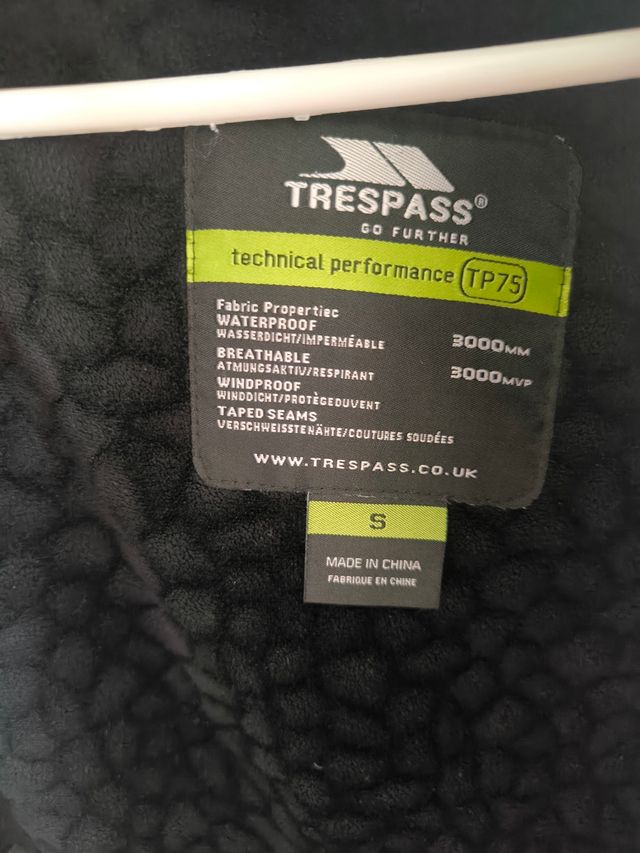 TRESPASS®
GO FURTHER
technical performance TP75
Fabric Propertiec
WATERPROOF 3000MM
WASSERDICHT/IMPERMÉABLE
BREATHABLE 3000MVP
ATMUNGSAKTIV/RESPIRANT
WINDPROOF
WINDDICHT/PROTÈGEDUVENT
TAPED SEAMS
VERSCHWEISSTENÄHTE/COUTURES SOUDÉES
WWW.TRESPASS.CO.UK
S
MADE IN CHINA
FABRIQUE EN CHINE